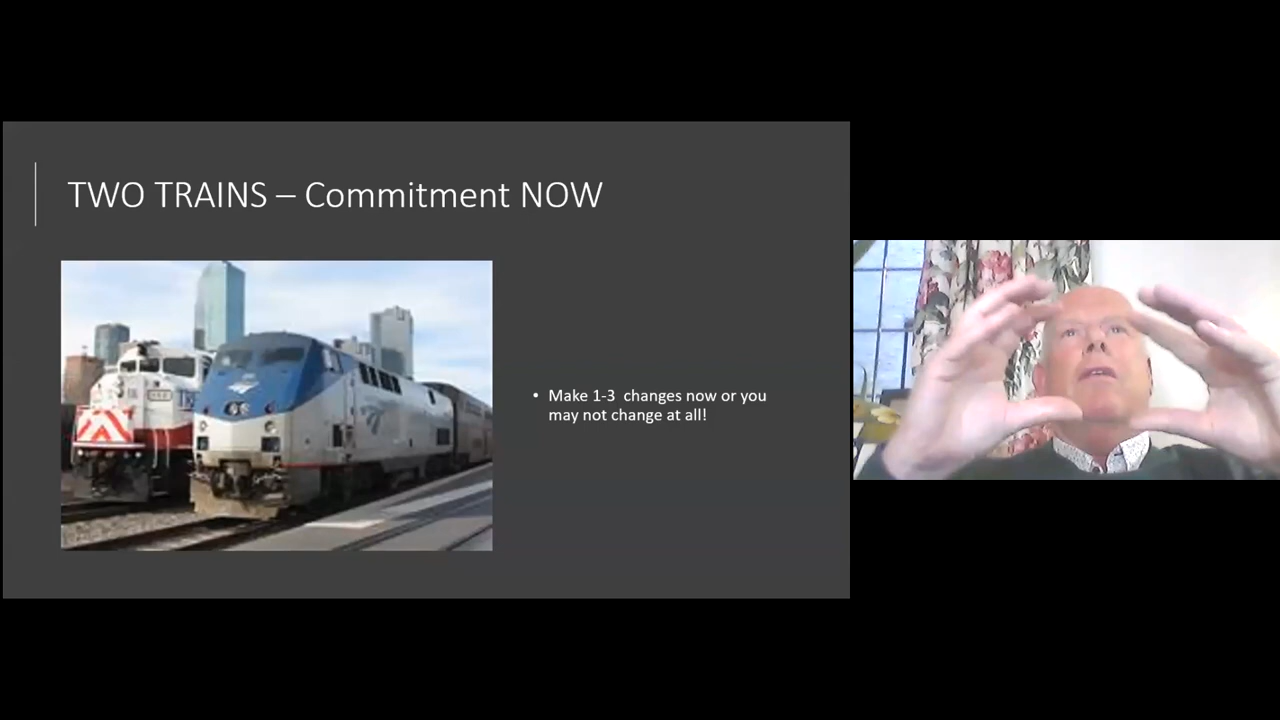 TWO TRAINS – Commitment NOW
• Make 1-3  changes now or you
may not change at all!